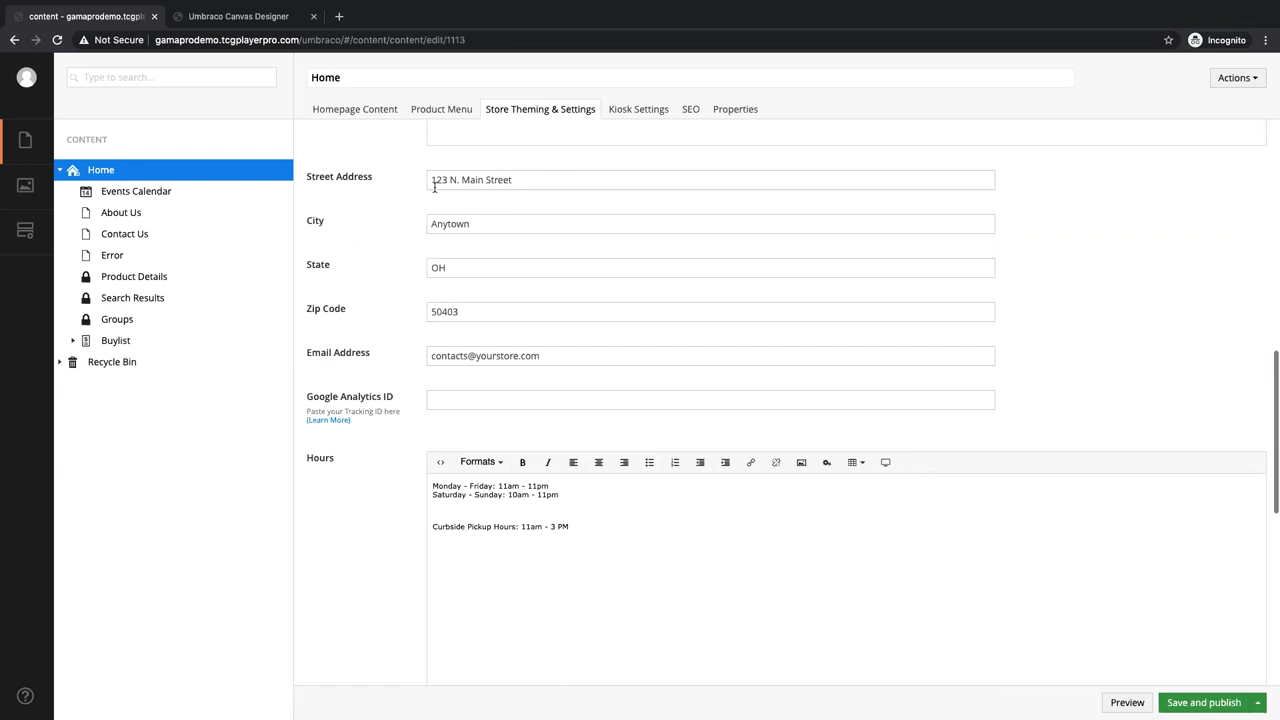 content - gamaprodemo.tcgpl
Umbraco Canvas Designer
Not Secure
gamaprodemo.tcgplayerpro.com/umbraco/#/content/content/edit/1113
Incognito
Type to search...
Home
Actions
Homepage Content
Product Menu
Store Theming & Settings
Kiosk Settings
SEO
Properties
CONTENT
Home
Events Calendar
About Us
Contact Us
Error
Product Details
Search Results
Groups
Buylist
Recycle Bin
Street Address
123 N. Main Street
City
Anytown
State
OH
Zip Code
50403
Email Address
contacts@yourstore.com
Google Analytics ID
Paste your Tracking ID here
(Learn More)
Hours
Formats
B
I
Monday - Friday: 11am - 11pm
Saturday - Sunday: 10am - 11pm
Curbside Pickup Hours: 11am - 3 PM
Preview
Save and publish